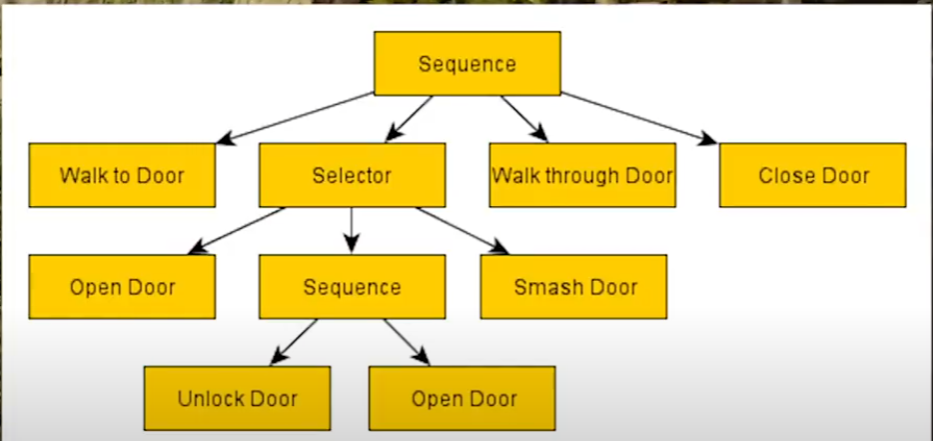 Sequence
Walk to Door
Selector
Walk through Door
Close Door
Open Door
Sequence
Smash Door
Unlock Door
Open Door